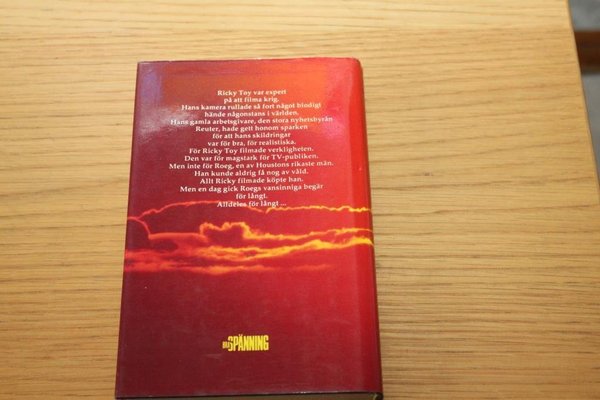 Ricky Toy var expert
på att filma krig.
Hans kamera rullade så fort något blodigt
hände någonstans i världen.
Hans gamla arbetsgivare, den stora nyhetsbyrån
Reuter, hade gett honom sparken
för att hans skildringar
var för bra, för realistiska.
För Ricky Toy filmade verkligheten.
Den var för magstark för TV-publiken.
Men inte för Roeg, en av Houstons rikaste män.
Han kunde aldrig få nog av våld.
Allt Ricky filmade köpte han.
Men en dag gick Roegs vansinniga begär
för långt.
Alldeles för långt ...
BRA SPÄNNING